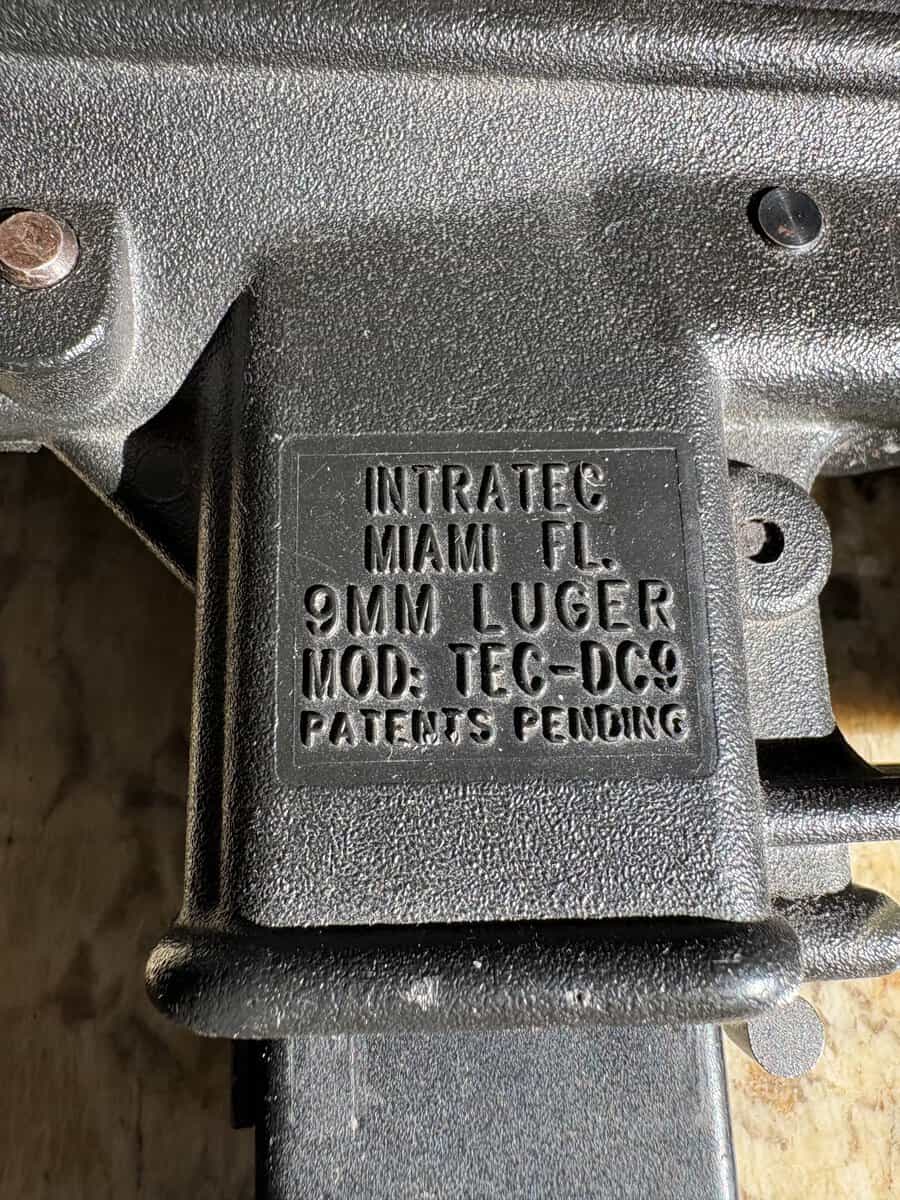 INTRATEC
MIAMI FL.
9MM LUGER
MOD: TEC-DC9
PATENTS PENDING